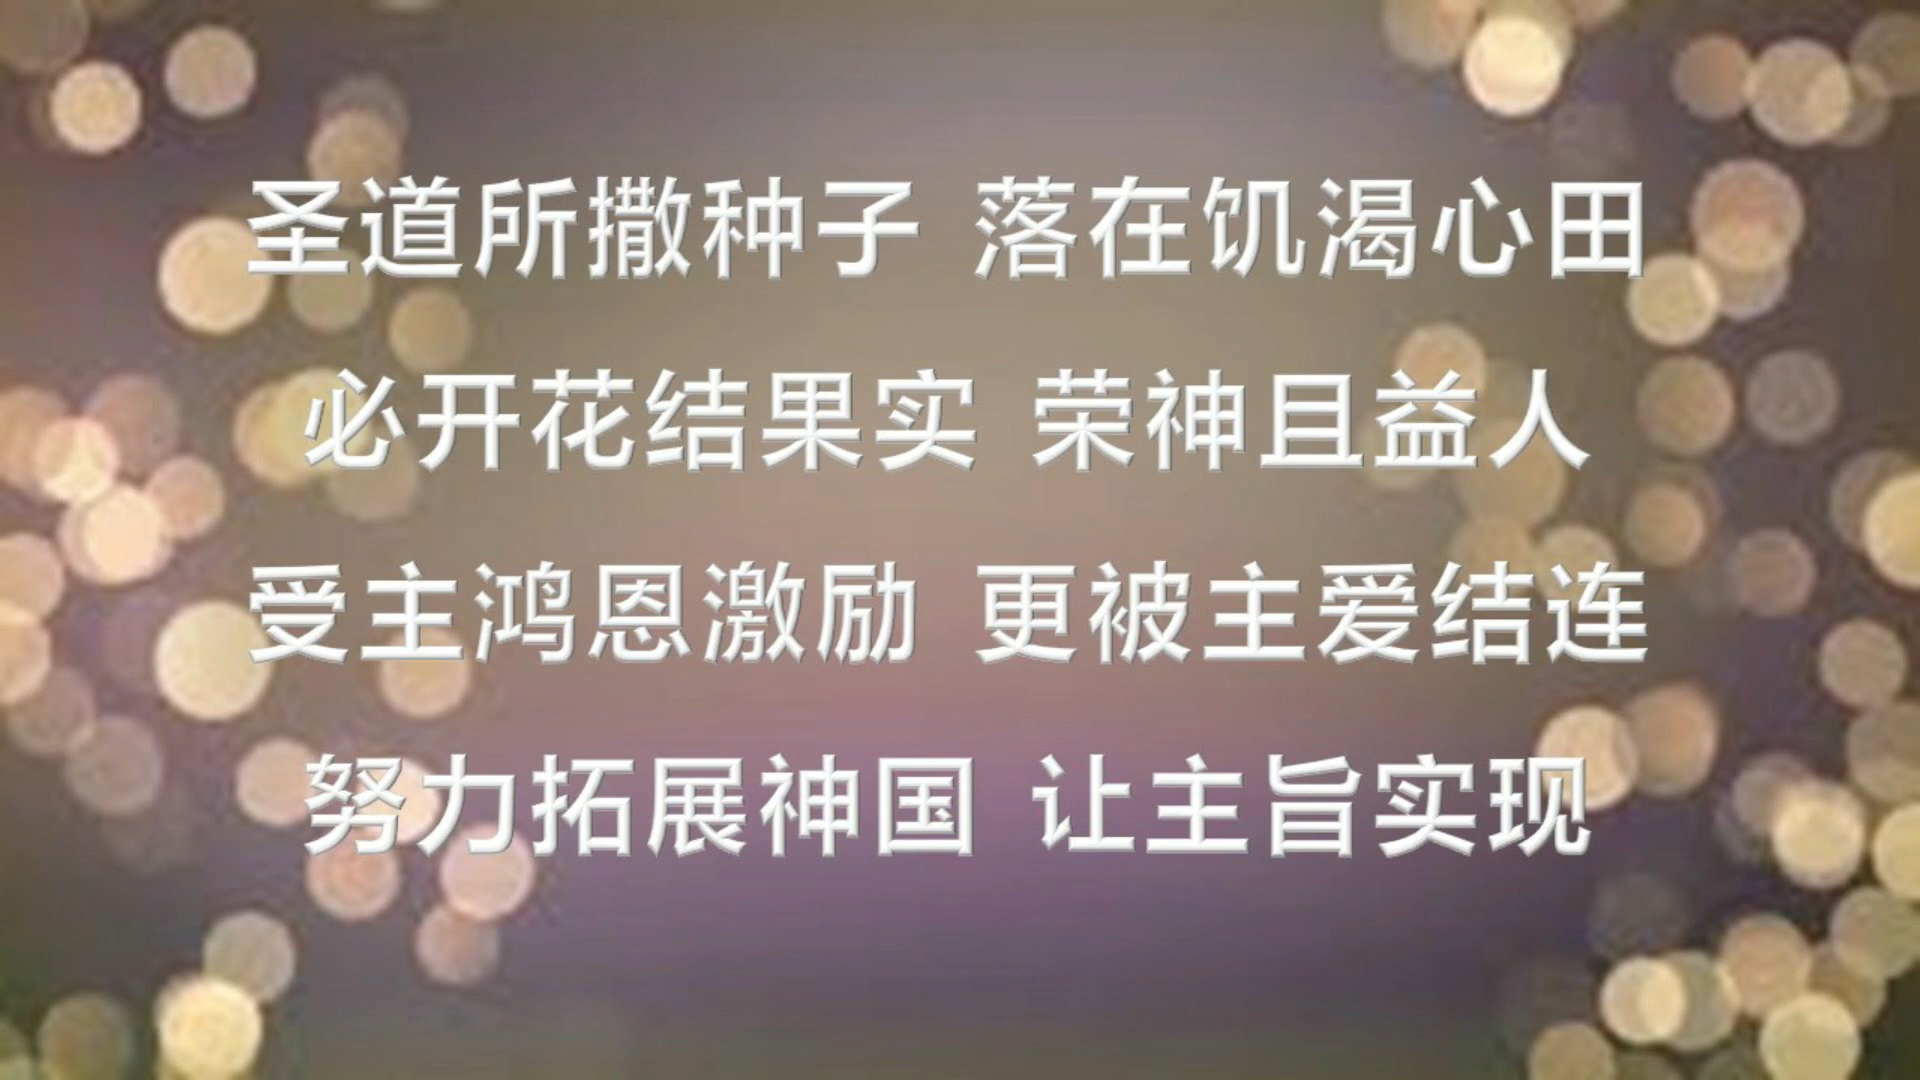 圣道所撒种子 落在饥渴心田
必开花结果实 荣神且益人
受主鸿恩激励 更被主爱结连
努力拓展神国 让主旨实现